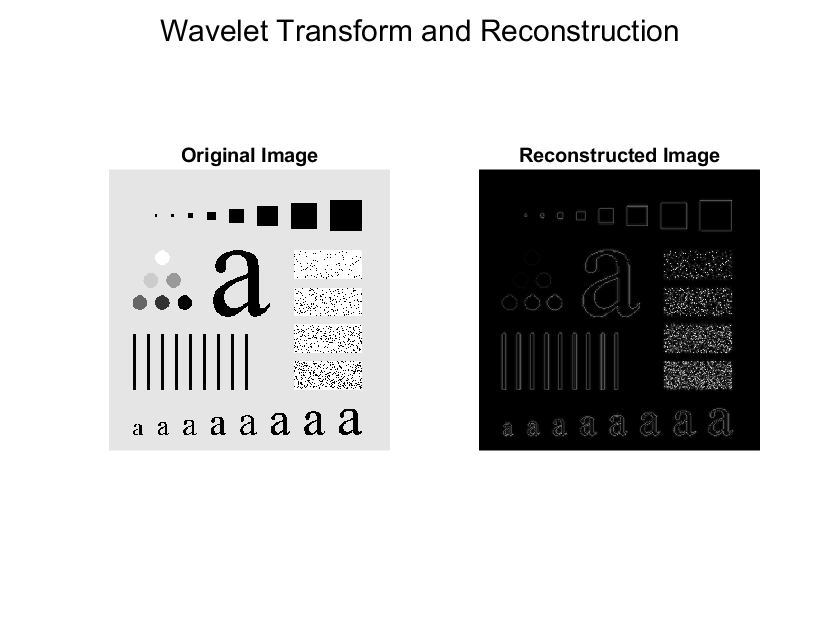 Wavelet Transform and Reconstruction
Original Image
Reconstructed Image
a
a
a a a a a a a a
a a a a a a a a